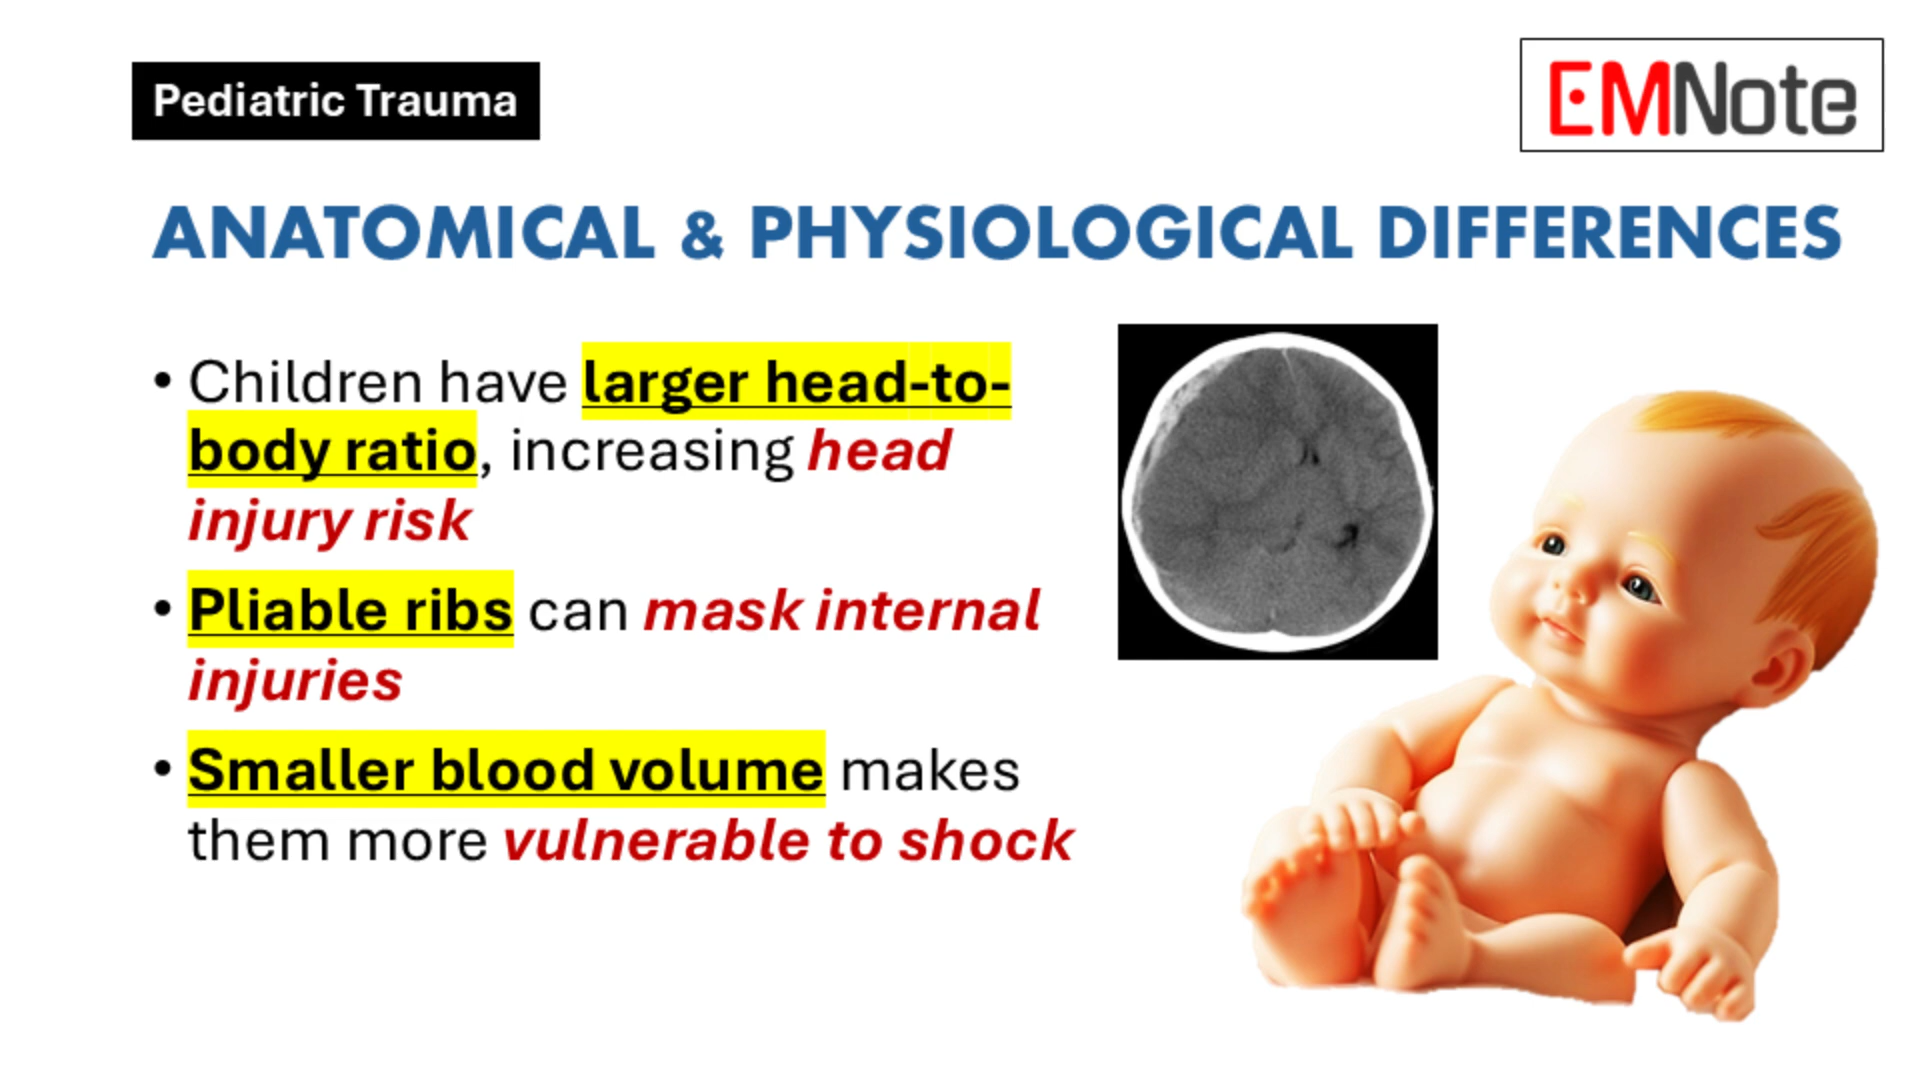 Pediatric Trauma
EMNote
ANATOMICAL & PHYSIOLOGICAL DIFFERENCES
• Children have larger head-to-
body ratio, increasing head
injury risk
• Pliable ribs can mask internal
injuries
• Smaller blood volume makes
them more vulnerable to shock